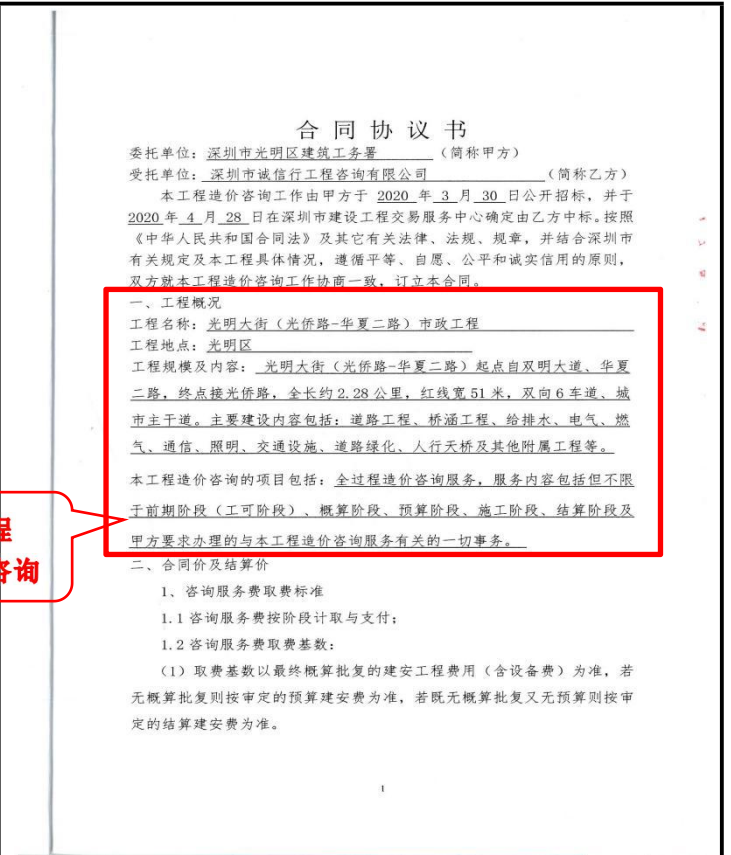 合同协议书
委托单位：深圳市光明区建筑工务署（简称甲方）
受托单位：深圳市诚信行工程咨询有限公司（简称乙方）
本工程造价咨询工作由甲方于 2020 年 3 月 30 日公开招标，并于
2020 年 4 月 28 日在深圳市建设工程交易服务中心确定由乙方中标。按照
《中华人民共和国合同法》及其它有关法律、法规、规章，并结合深圳市
有关规定及本工程具体情况，遵循平等、自愿、公平和诚实信用的原则，
双方就本工程造价咨询工作协商一致，订立本合同。
一、工程概况
工程名称：光明大街（光侨路-华夏二路）市政工程
工程地点：光明区
工程规模及内容：光明大街（光侨路-华夏二路）起点自双明大道、华夏
二路，终点接光侨路，全长约 2.28 公里，红线宽 51 米，双向 6 车道、城
市主干道。主要建设内容包括：道路工程、桥涵工程、给排水、电气、燃
气、通信、照明、交通设施、道路绿化、人行天桥及其他附属工程等。
本工程造价咨询的项目包括：全过程造价咨询服务，服务内容包括但不限
于前期阶段（工可阶段）、概算阶段、预算阶段、施工阶段、结算阶段及
甲方要求办理的与本工程造价咨询服务有关的一切事务。
程
咨询
二、合同价及结算价
1、咨询服务费取费标准
1.1 咨询服务费按阶段计取与支付；
1.2 咨询服务费取费基数：
（1）取费基数以最终概算批复的建安工程费用（含设备费）为准，若
无概算批复则按审定的预算建安费为准，若既无概算批复又无预算则按审
定的结算建安费为准。
1